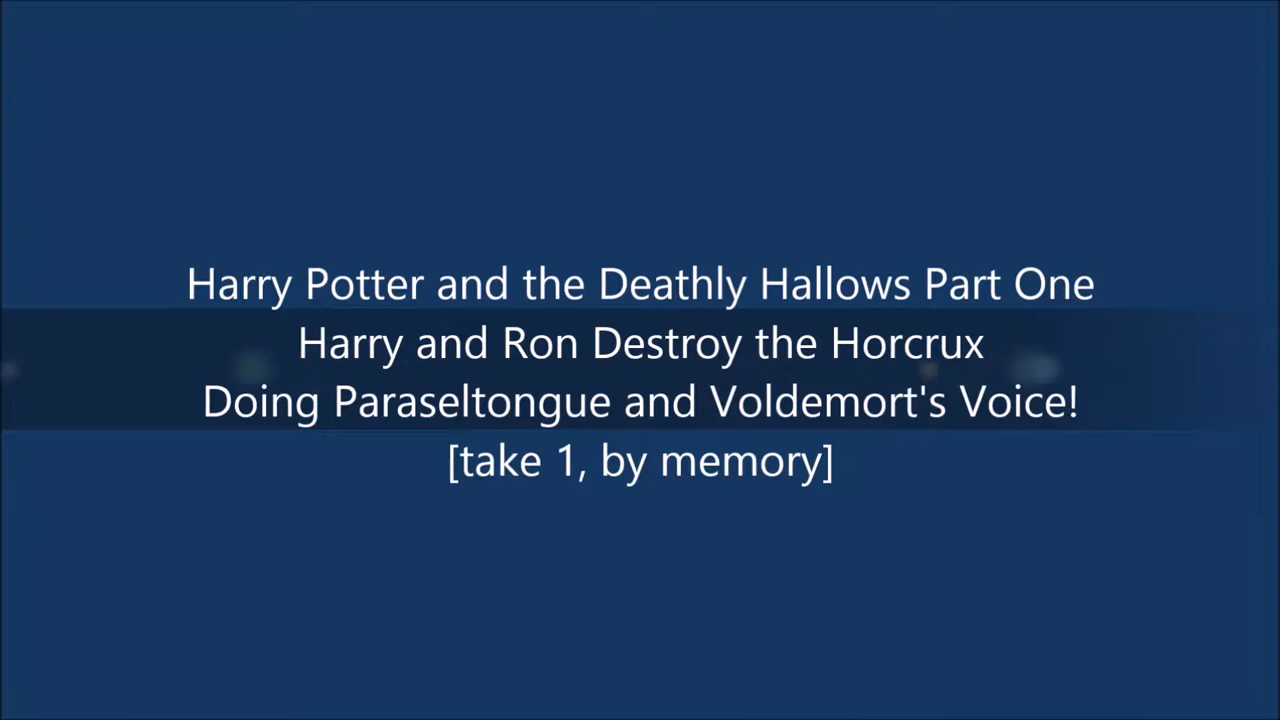 Harry Potter and the Deathly Hallows Part One
Harry and Ron Destroy the Horcrux
Doing Paraseltongue and Voldemort's Voice!
[take 1, by memory]